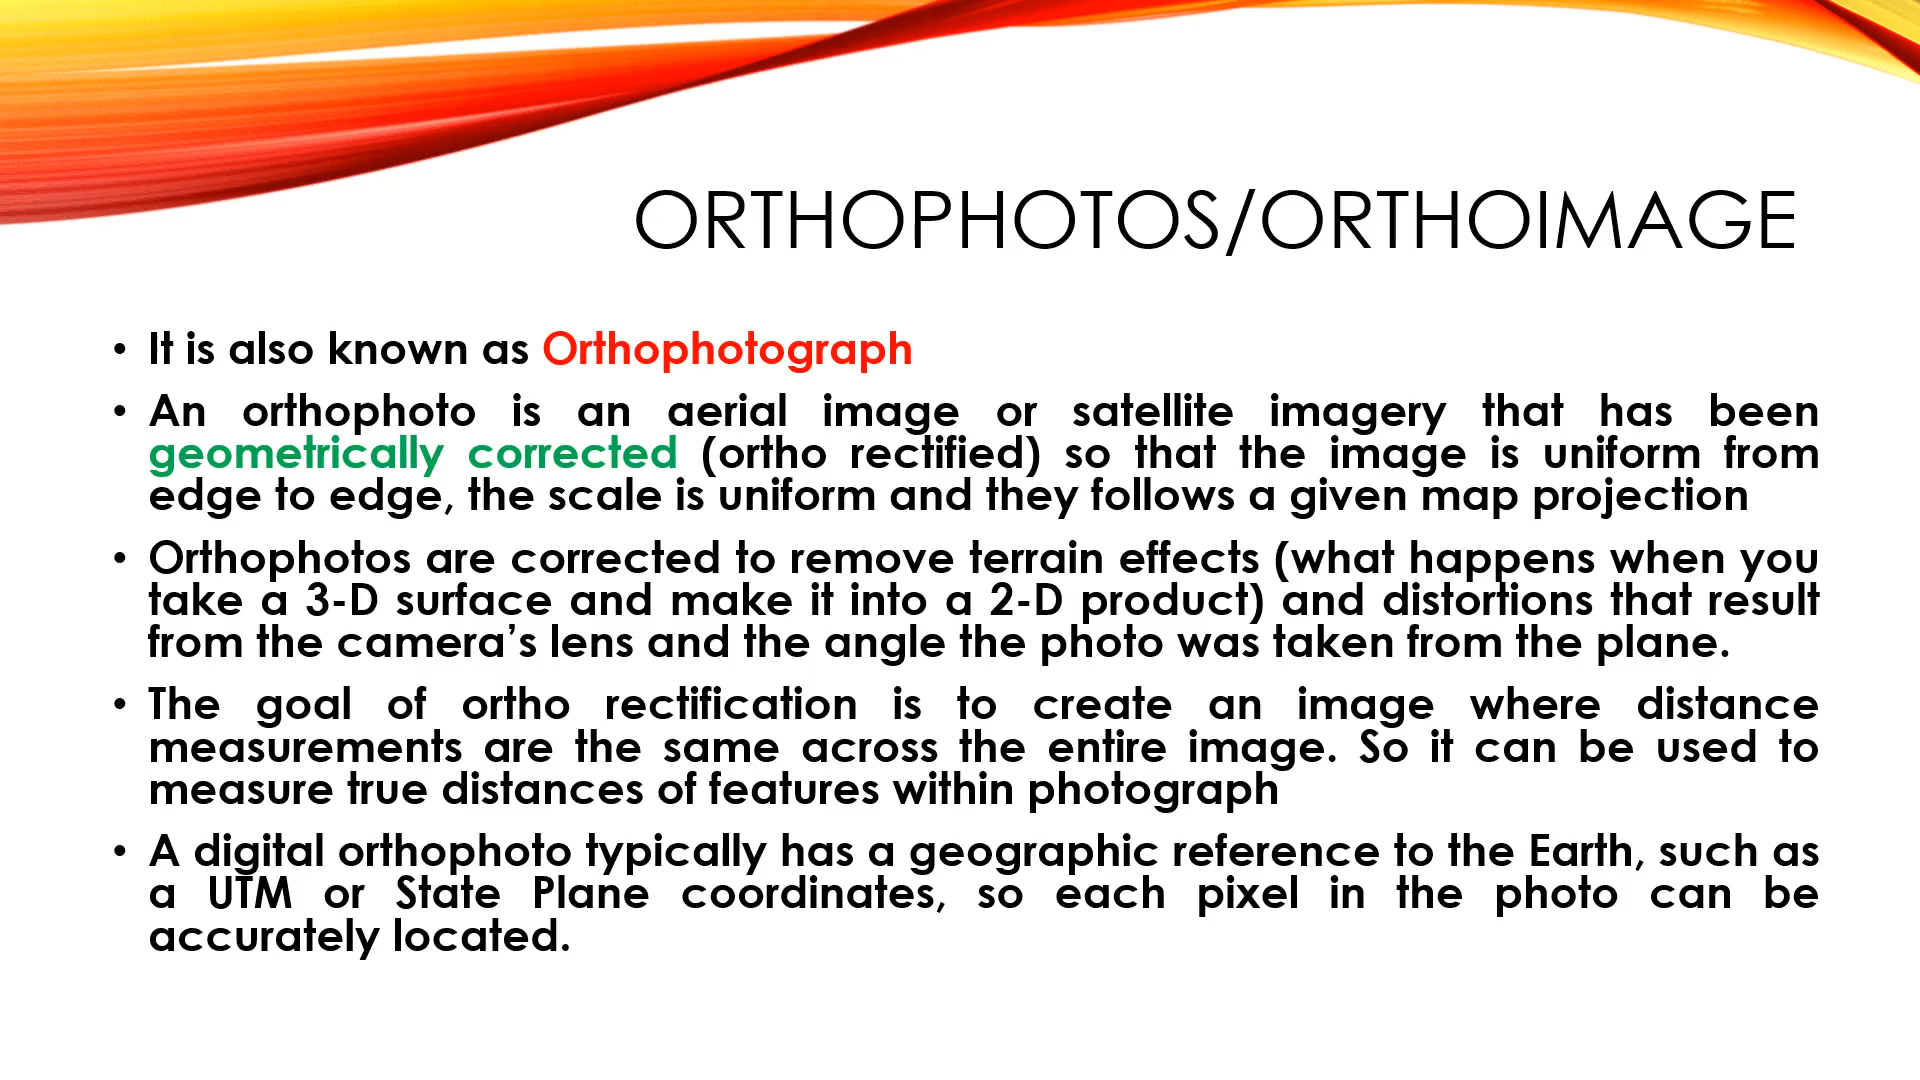 ORTHOPHOTOS/ORTHOIMAGE
• It is also known as Orthophotograph
• An orthophoto is an aerial image or satellite imagery that has been
geometrically corrected (ortho rectified) so that the image is uniform from
edge to edge, the scale is uniform and they follows a given map projection
• Orthophotos are corrected to remove terrain effects (what happens when you
take a 3-D surface and make it into a 2-D product) and distortions that result
from the camera’s lens and the angle the photo was taken from the plane.
• The goal of ortho rectification is to create an image where distance
measurements are the same across the entire image. So it can be used to
measure true distances of features within photograph
• A digital orthophoto typically has a geographic reference to the Earth, such as
a UTM or State Plane coordinates, so each pixel in the photo can be
accurately located.